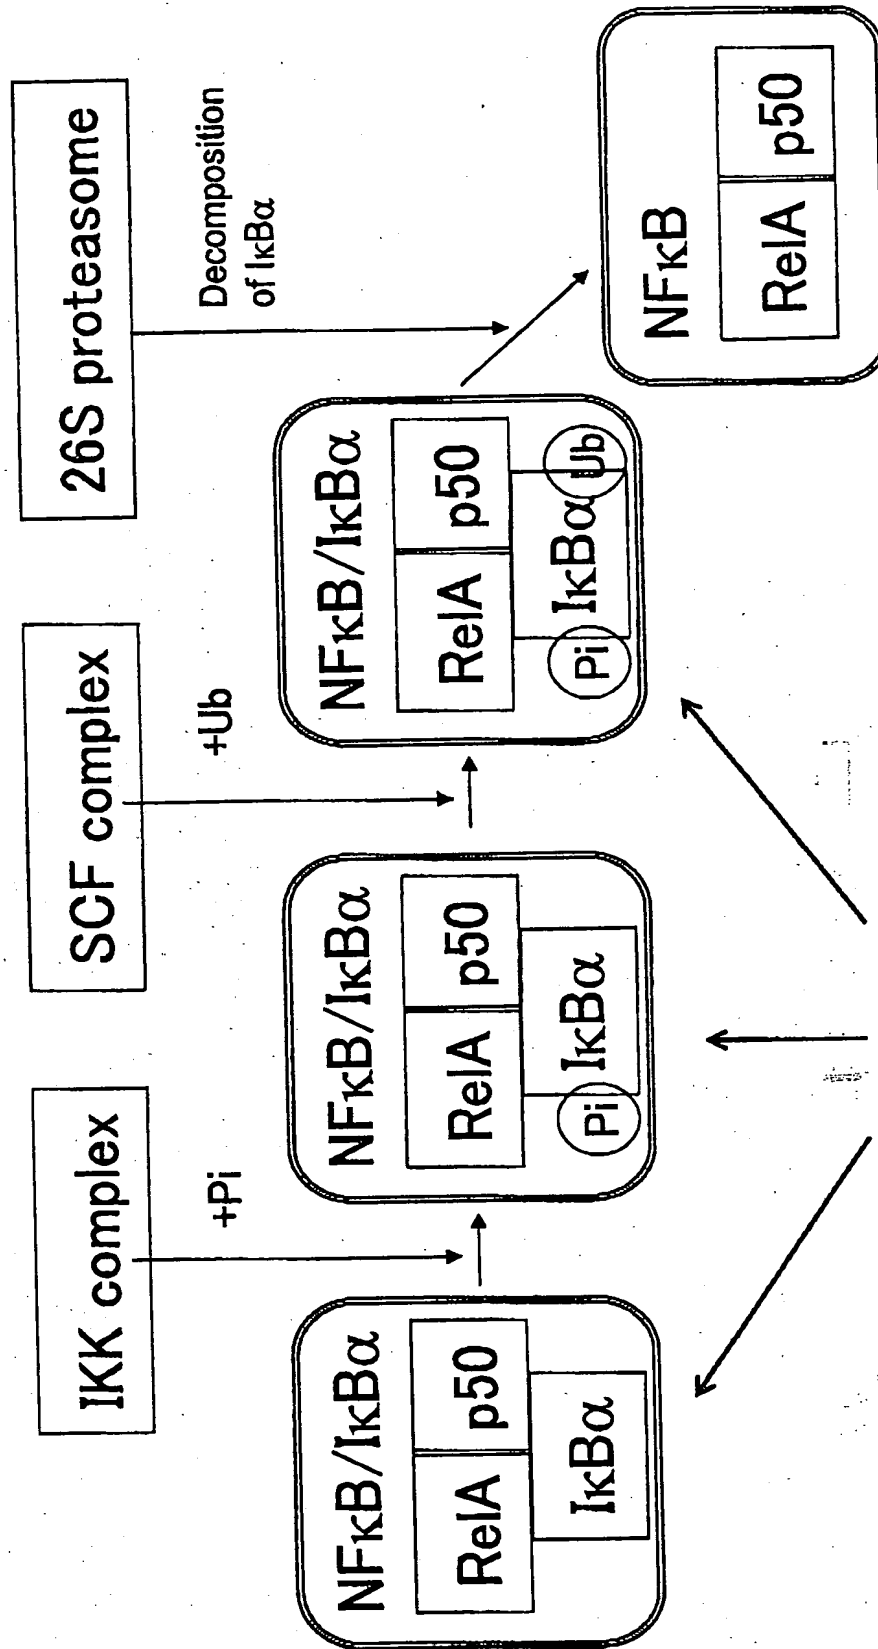 IKK complex
SCF complex
26S proteasome
+Pi
+Ub
Decomposition
of IκBα
NFκB/IκBα
RelA p50
IκBα
NFκB/IκBα
RelA p50
Pi IκBα
NFκB/IκBα
RelA p50
Pi IκBα Ub
NFκB
RelA p50